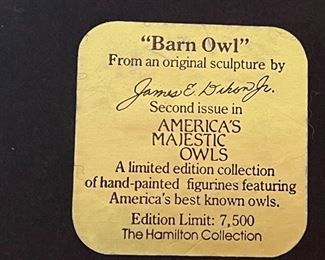 "Barn Owl"
From an original sculpture by
James E Dixon Jr.
Second issue in
AMERICA'S
MAJESTIC
OWLS
A limited edition collection
of hand-painted figurines featuring
America's best known owls.
Edition Limit: 7,500
The Hamilton Collection